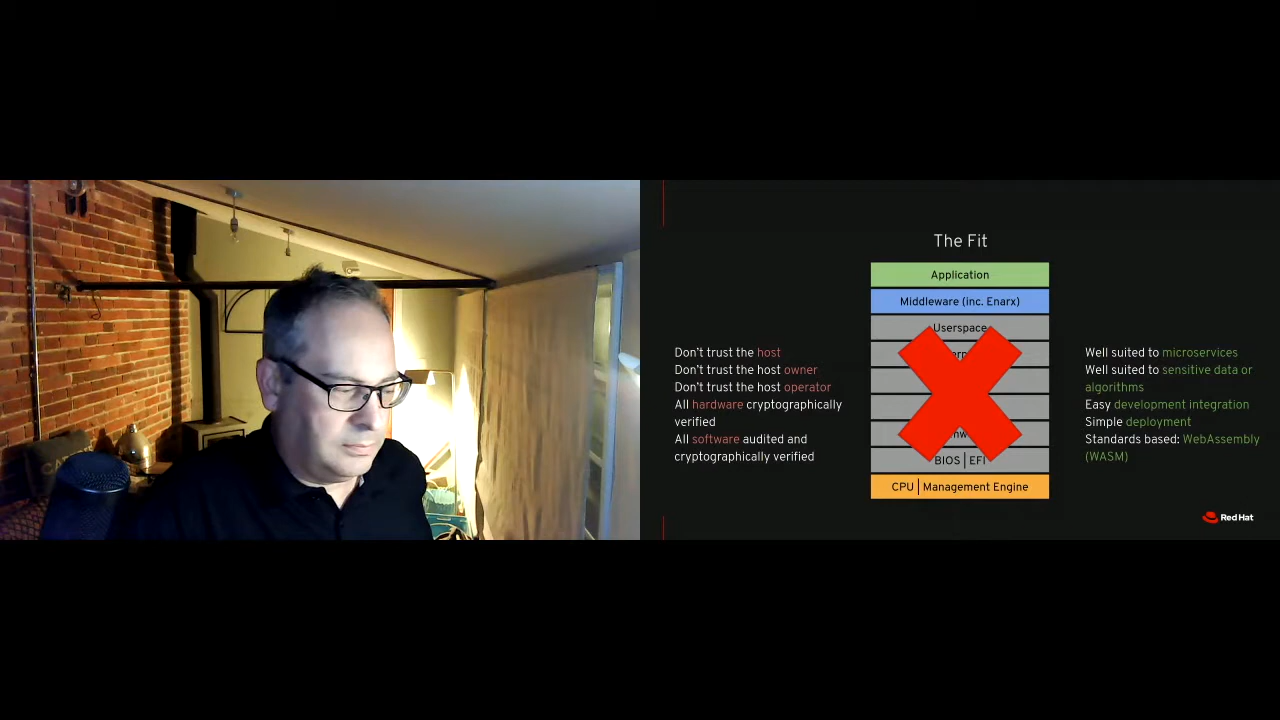 The Fit
Application
Middleware (inc. Enarx)
Userspace
BIOS | EFI
CPU | Management Engine
Don't trust the host
Don't trust the host owner
Don't trust the host operator
All hardware cryptographically
verified
All software audited and
cryptographically verified
Well suited to microservices
Well suited to sensitive data or
algorithms
Easy development integration
Simple deployment
Standards based: WebAssembly
(WASM)
Red Hat